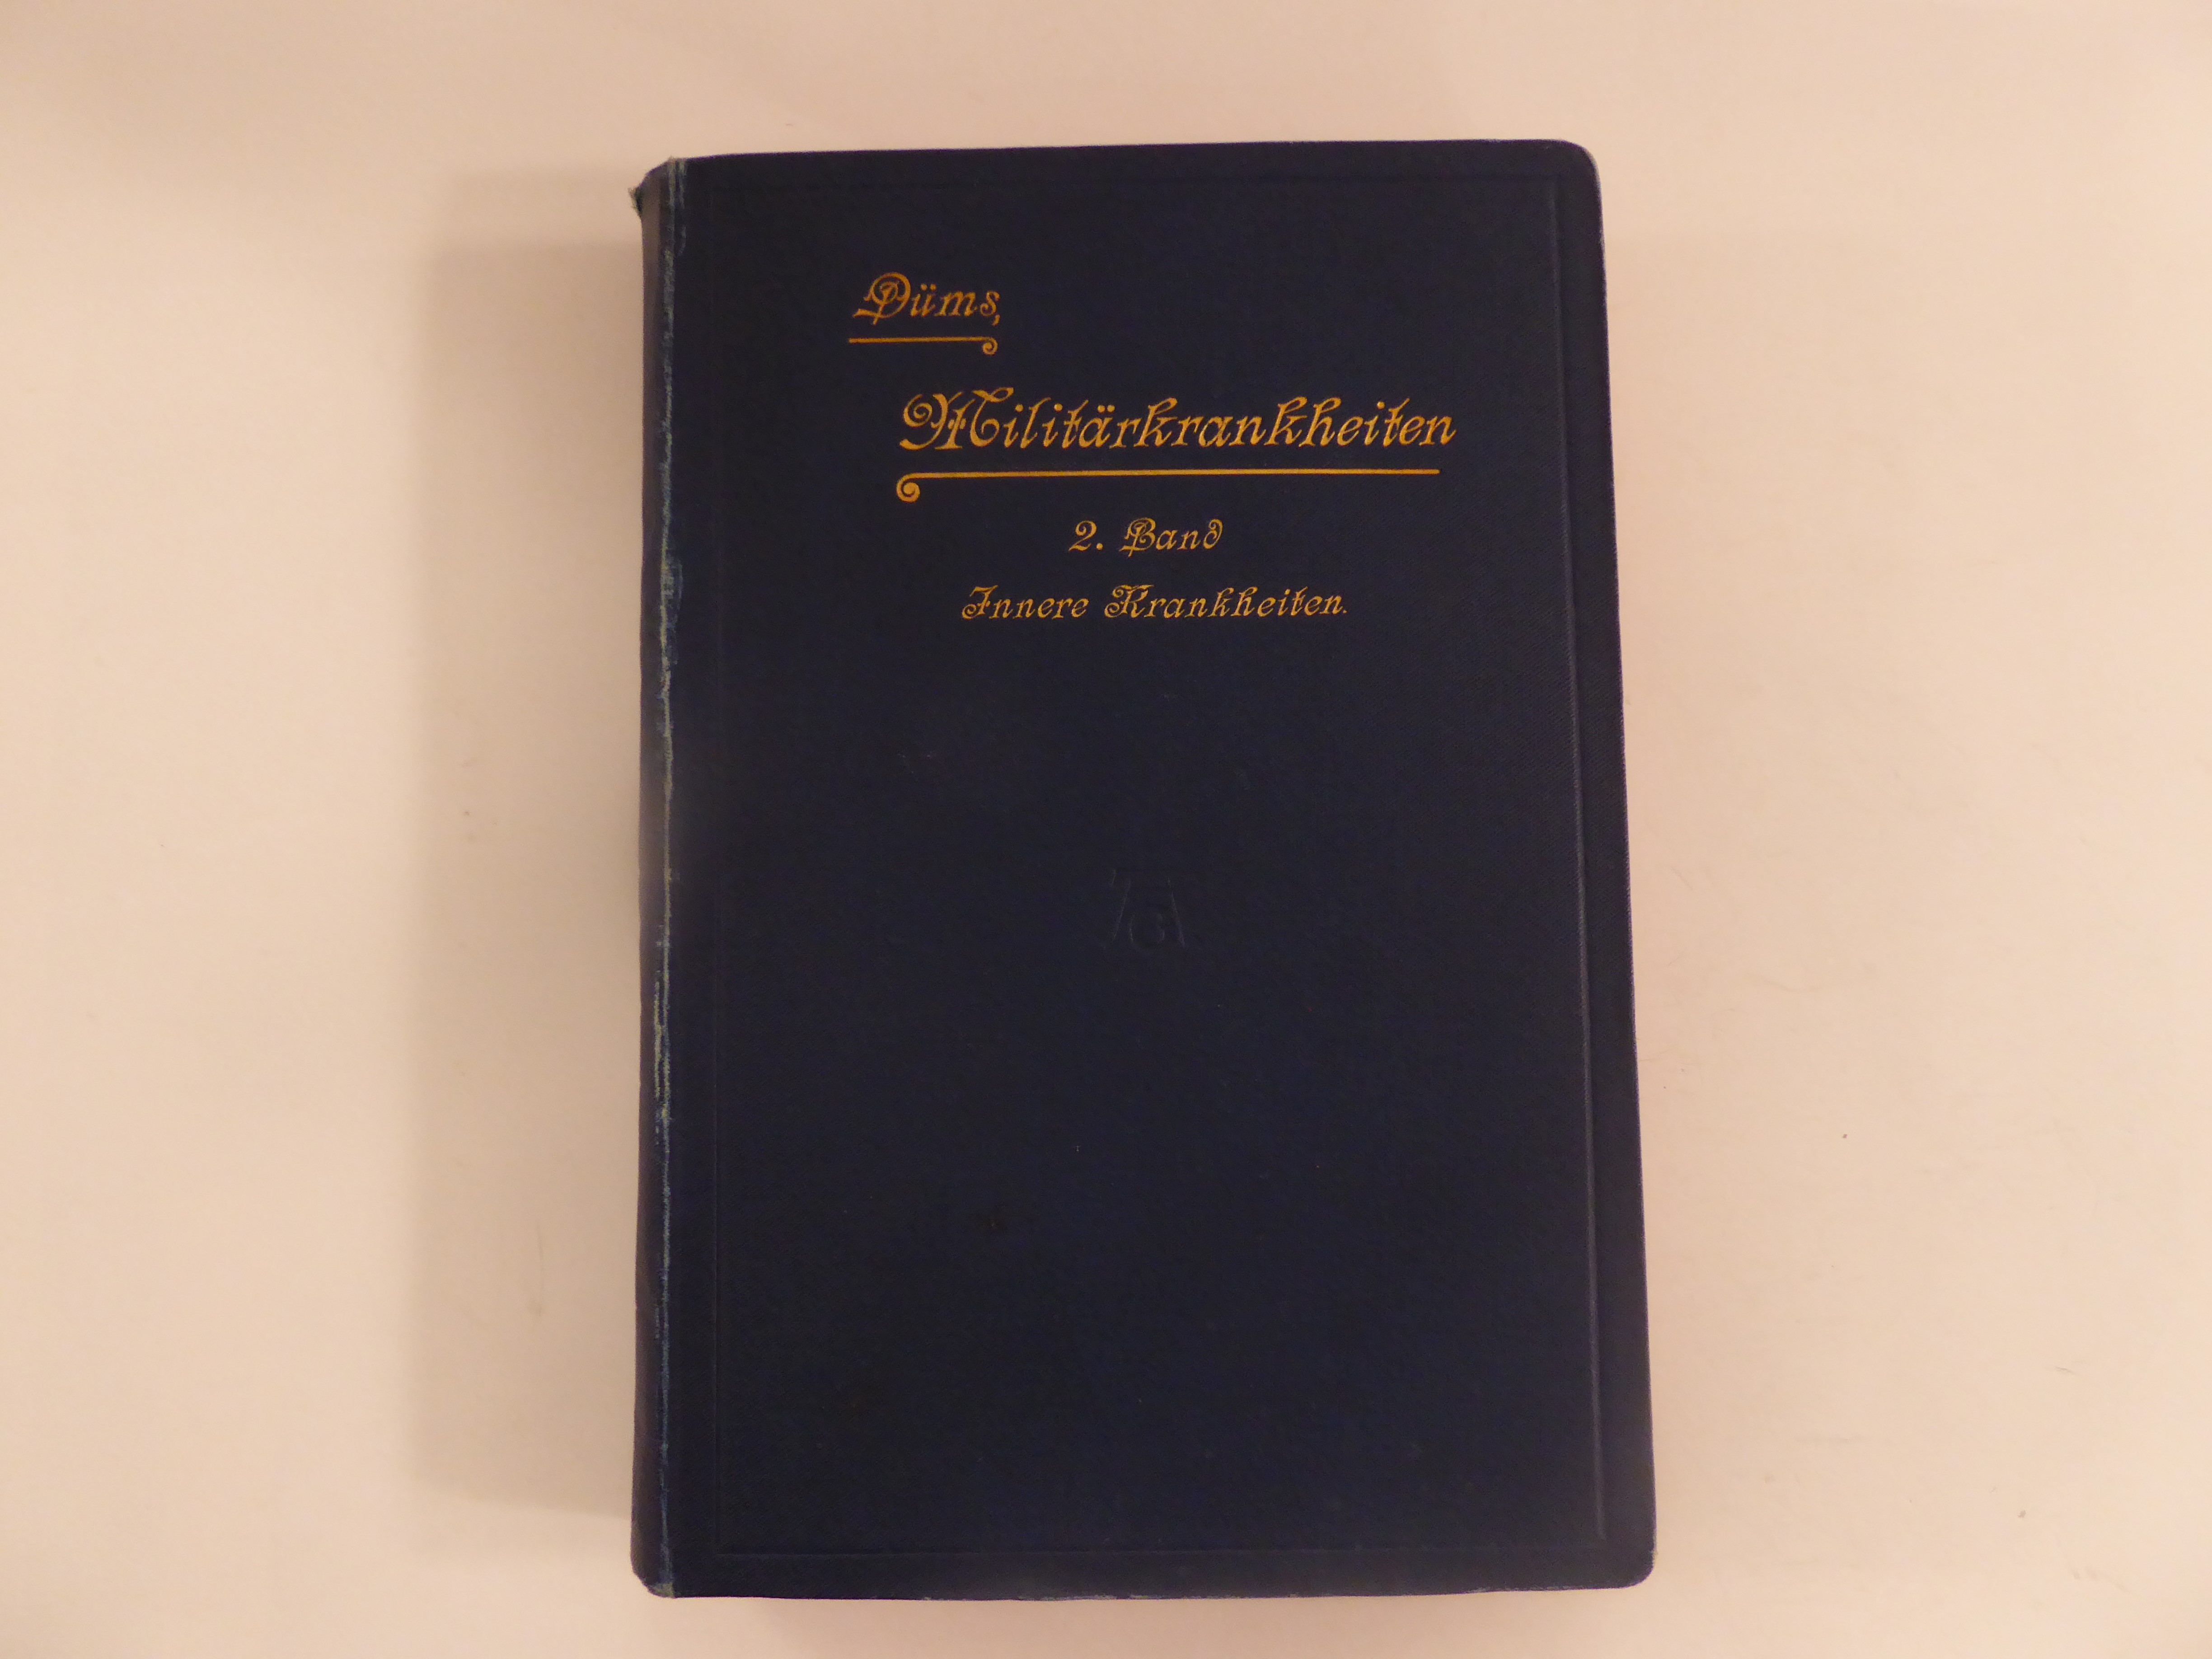 Düms,
Militärkrankheiten
2. Band
Innere Krankheiten.